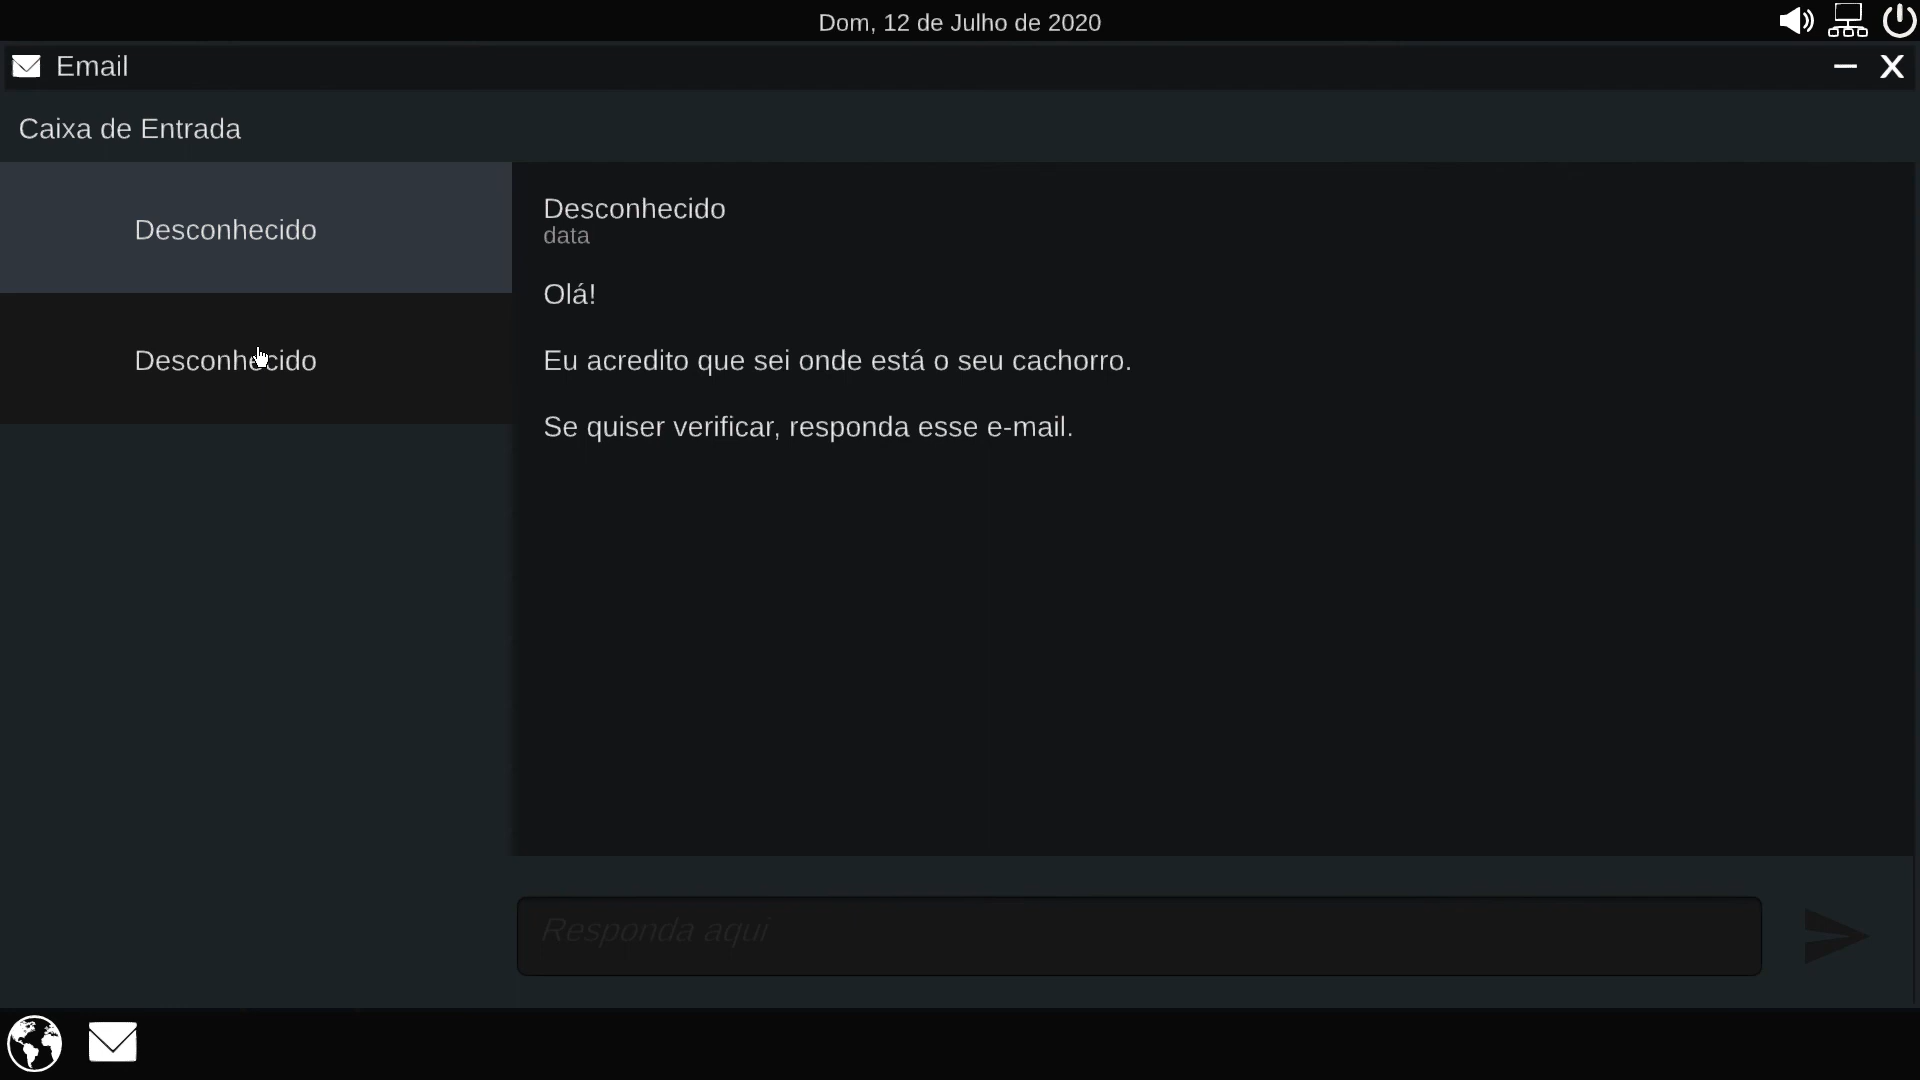 Dom, 12 de Julho de 2020
Email
Caixa de Entrada
Desconhecido
Desconhecido
Desconhecido
data
Olá!
Eu acredito que sei onde está o seu cachorro.
Se quiser verificar, responda esse e-mail.
Responda aqui